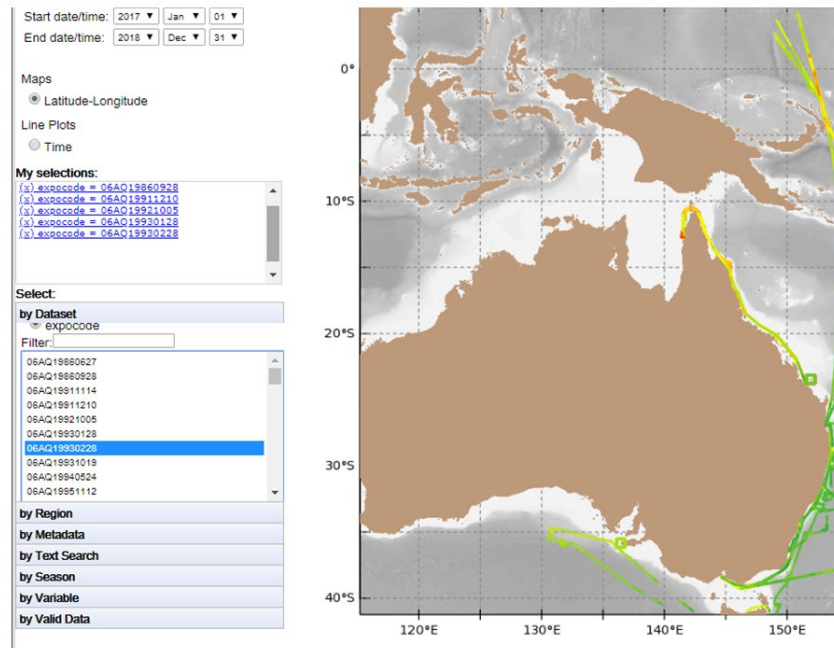 Start date/time: 2017 ▼ Jan ▼ 01 ▼
End date/time: 2018 ▼ Dec ▼ 31 ▼
Maps
Latitude-Longitude
Line Plots
Time
My selections:
(x) expocode = 06AQ19860928
(x) expocode = 06AQ19911210
(x) expocode = 06AQ19921005
(x) expocode = 06AQ19930128
(x) expocode = 06AQ19930228
Select:
by Dataset
expocode
Filter:
06AQ19860627
06AQ19860928
06AQ19911114
06AQ19911210
06AQ19921005
06AQ19930128
06AQ19930228
06AQ19931019
06AQ19940524
06AQ19951112
by Region
by Metadata
by Text Search
by Season
by Variable
by Valid Data
0°
10°S
20°S
30°S
40°S
120°E 130°E 140°E 150°E